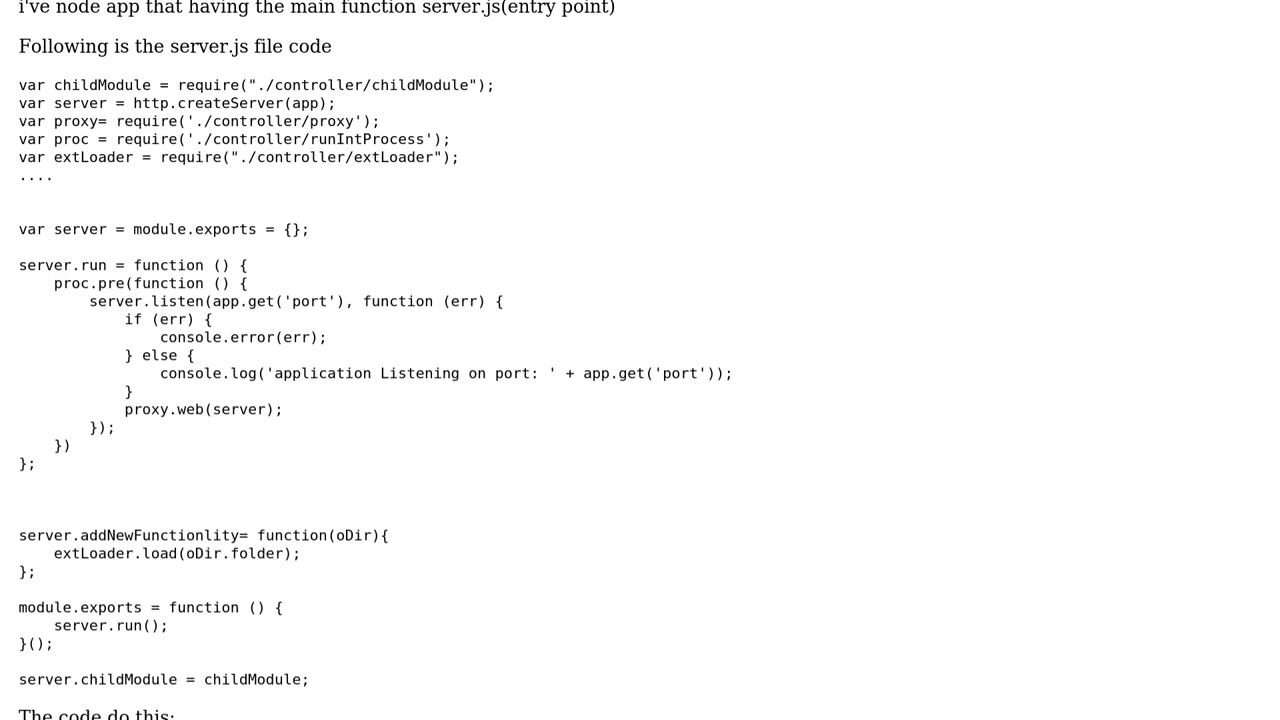 i've node app that having the main function server.js(entry point)
Following is the server.js file code
var childModule = require("./controller/childModule");
var server = http.createServer(app);
var proxy= require('./controller/proxy');
var proc = require('./controller/runIntProcess');
var extLoader = require("./controller/extLoader");
....
var server = module.exports = {};
server.run = function () {
    proc.pre(function () {
        server.listen(app.get('port'), function (err) {
            if (err) {
                console.error(err);
            } else {
                console.log('application Listening on port: ' + app.get('port'));
            }
            proxy.web(server);
        });
    })
};
server.addNewFunctionlity= function(oDir){
    extLoader.load(oDir.folder);
};
module.exports = function () {
    server.run();
}();
server.childModule = childModule;
The code do this: